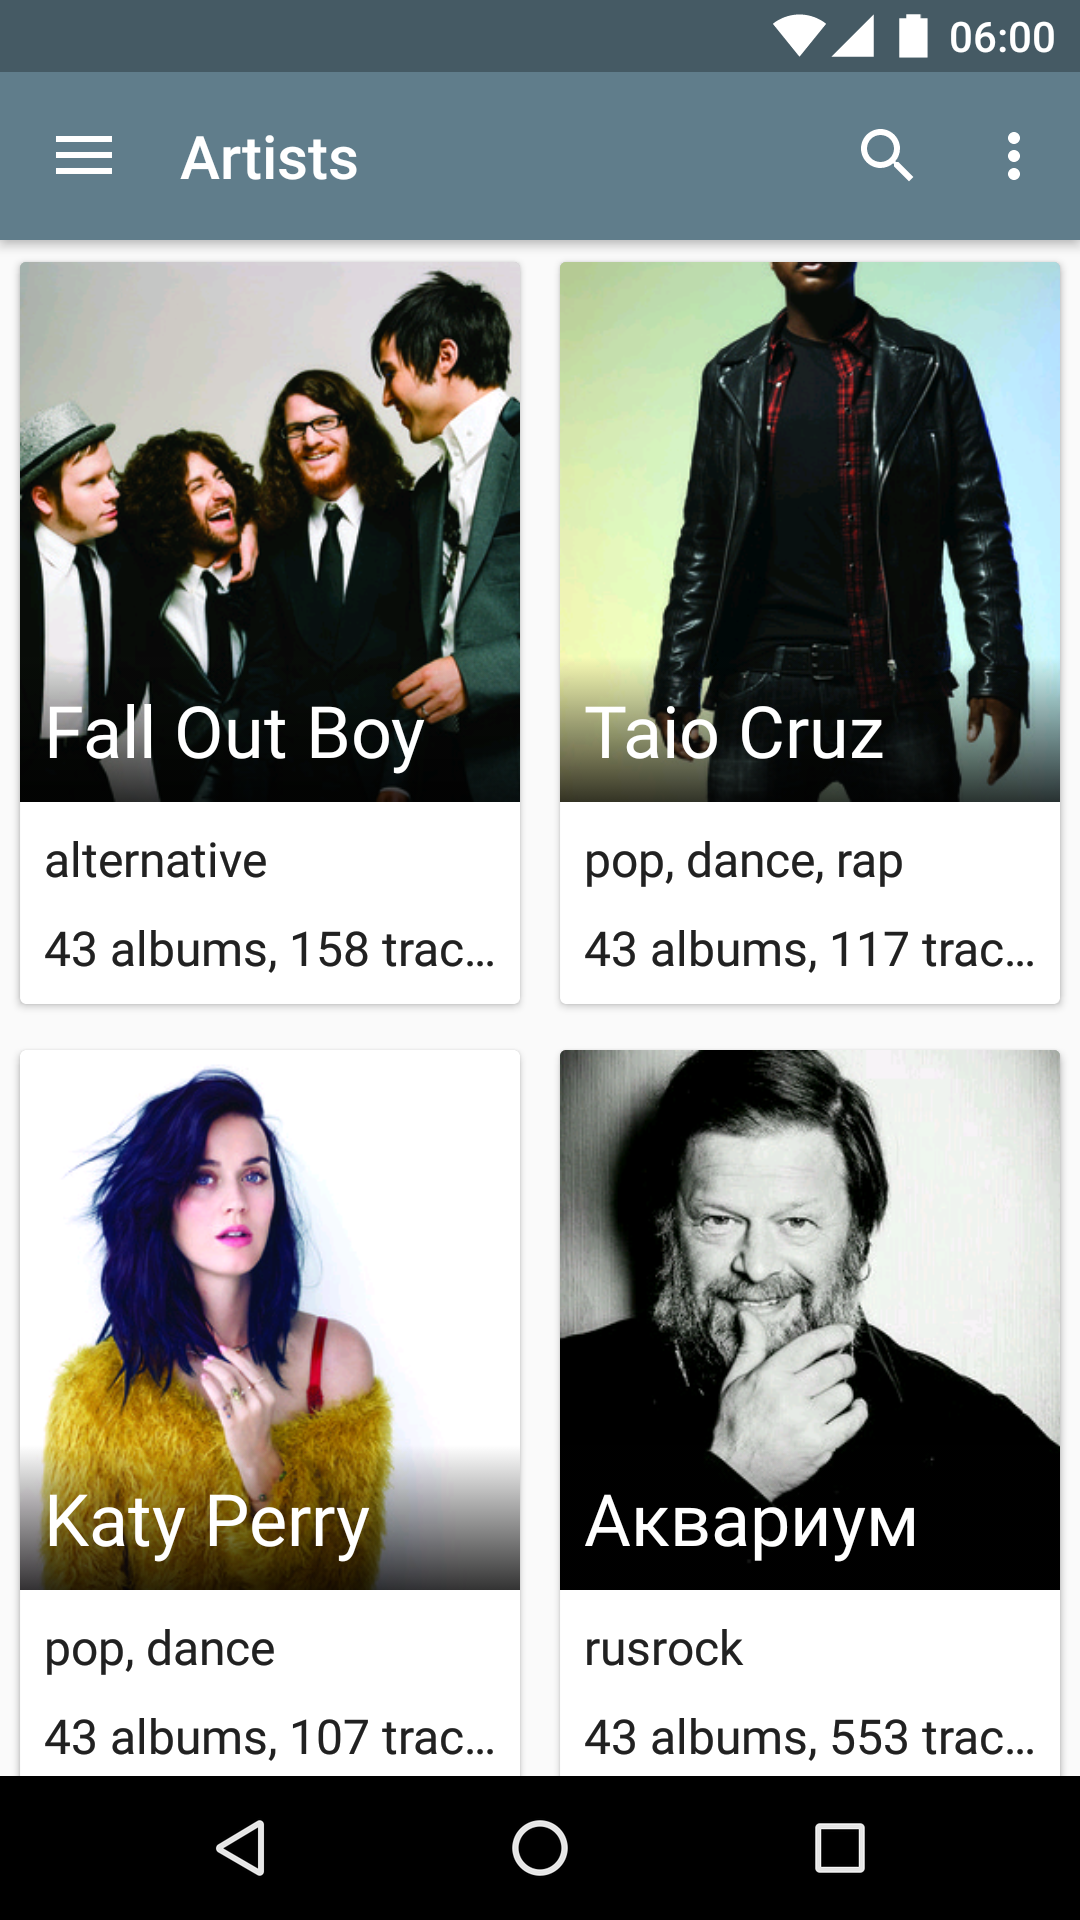 06:00
Artists
Fall Out Boy
alternative
43 albums, 158 trac...
Taio Cruz
pop, dance, rap
43 albums, 117 trac...
Katy Perry
pop, dance
43 albums, 107 trac...
Аквариум
rusrock
43 albums, 553 trac...